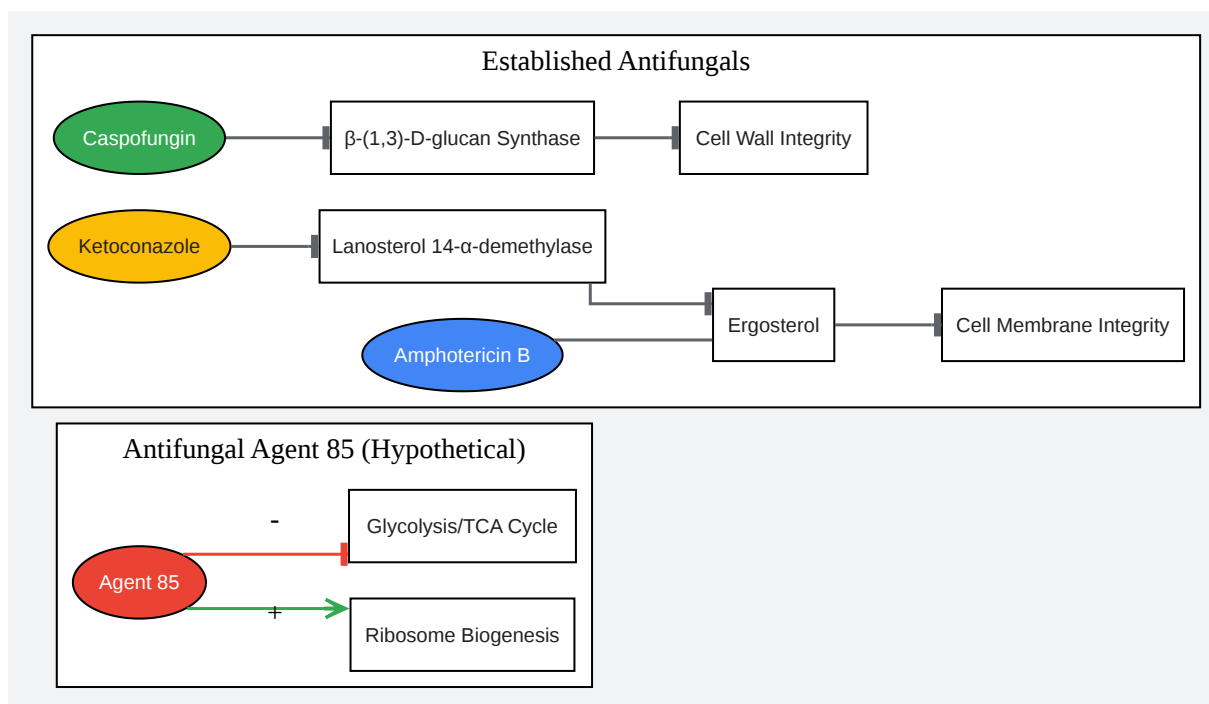 Established Antifungals
Caspofungin
β-(1,3)-D-glucan Synthase
Cell Wall Integrity
Ketoconazole
Lanosterol 14-α-demethylase
Amphotericin B
Ergosterol
Cell Membrane Integrity
Antifungal Agent 85 (Hypothetical)
-
Glycolysis/TCA Cycle
Agent 85
+
Ribosome Biogenesis